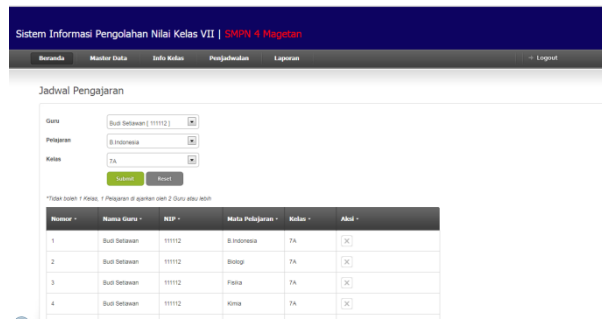 Sistem Informasi Pengolahan Nilai Kelas VII | SMPN 4 Magetan
Beranda Master Data Info Kelas Penjadwalan Laporan Logout
Jadwal Pengajaran
Guru Budi Setiawan [ 111112 ]
Pelajaran B.Indonesia
Kelas 7A
Submit Reset
*Tidak boleh 1 Kelas, 1 Pelajaran di ajarkan oleh 2 Guru atau lebih
Nomor Nama Guru NIP Mata Pelajaran Kelas Aksi
1 Budi Setiawan 111112 B.Indonesia 7A
2 Budi Setiawan 111112 Biologi 7A
3 Budi Setiawan 111112 Fisika 7A
4 Budi Setiawan 111112 Kimia 7A